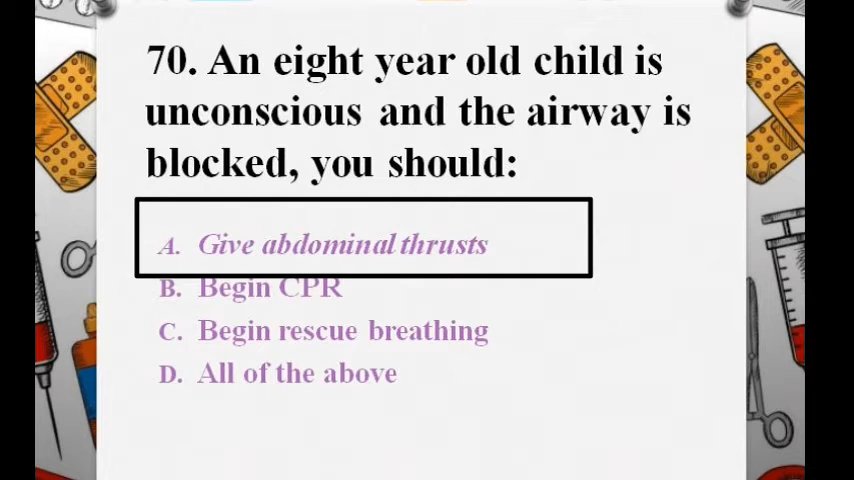 70. An eight year old child is
unconscious and the airway is
blocked, you should:
A. Give abdominal thrusts
B. Begin CPR
C. Begin rescue breathing
D. All of the above